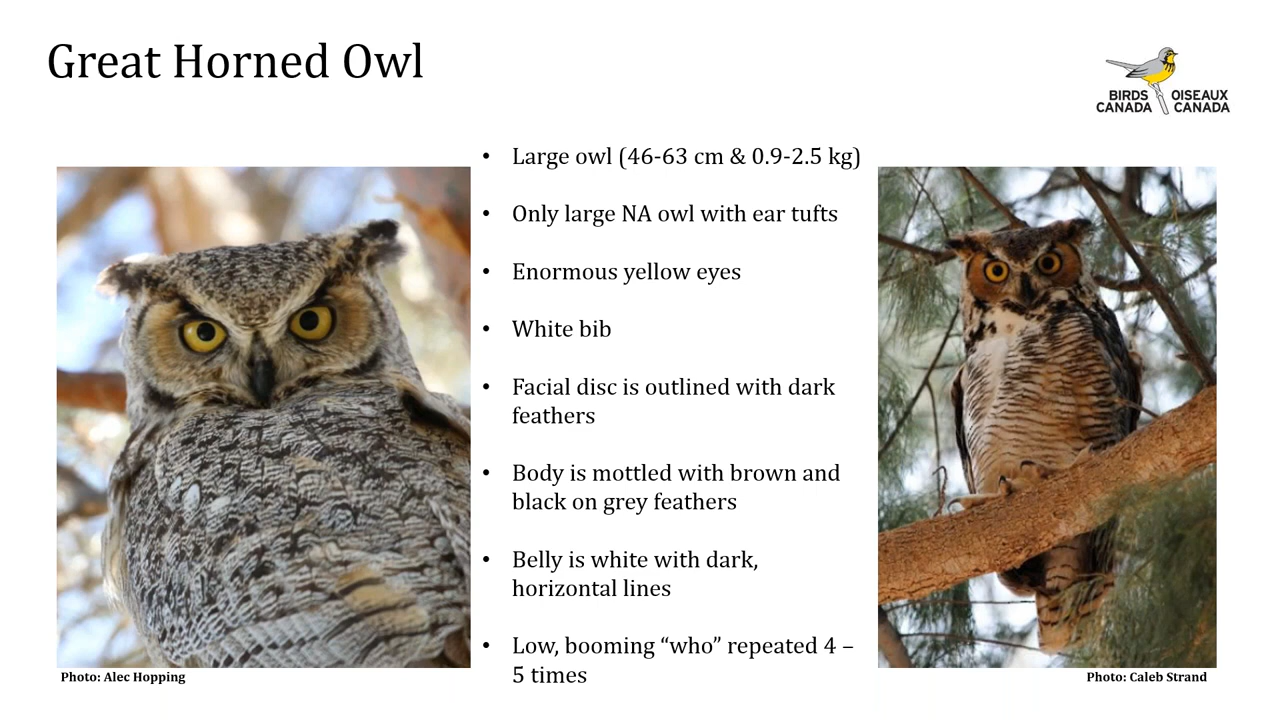 Great Horned Owl
BIRDS CANADA
OISEAUX CANADA
• Large owl (46-63 cm & 0.9-2.5 kg)
• Only large NA owl with ear tufts
• Enormous yellow eyes
• White bib
• Facial disc is outlined with dark
feathers
• Body is mottled with brown and
black on grey feathers
• Belly is white with dark,
horizontal lines
• Low, booming “who” repeated 4 –
5 times
Photo: Alec Hopping
Photo: Caleb Strand